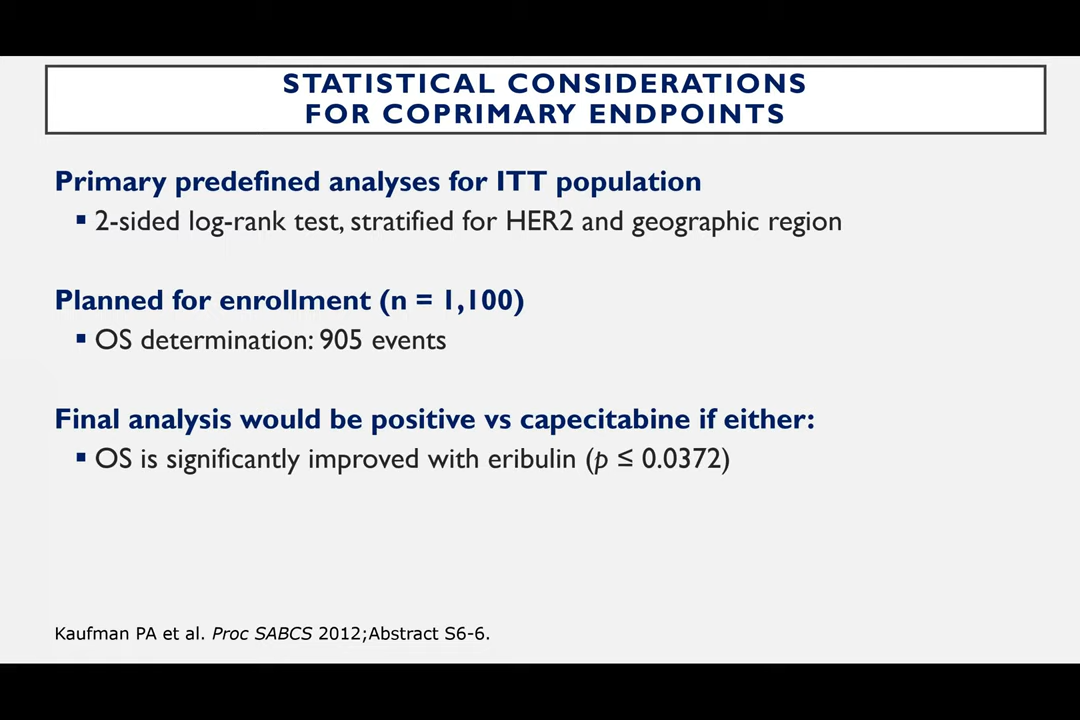 STATISTICAL CONSIDERATIONS
FOR COPRIMARY ENDPOINTS
Primary predefined analyses for ITT population
▪ 2-sided log-rank test, stratified for HER2 and geographic region
Planned for enrollment (n = 1,100)
▪ OS determination: 905 events
Final analysis would be positive vs capecitabine if either:
▪ OS is significantly improved with eribulin (p ≤ 0.0372)
Kaufman PA et al. Proc SABCS 2012;Abstract S6-6.